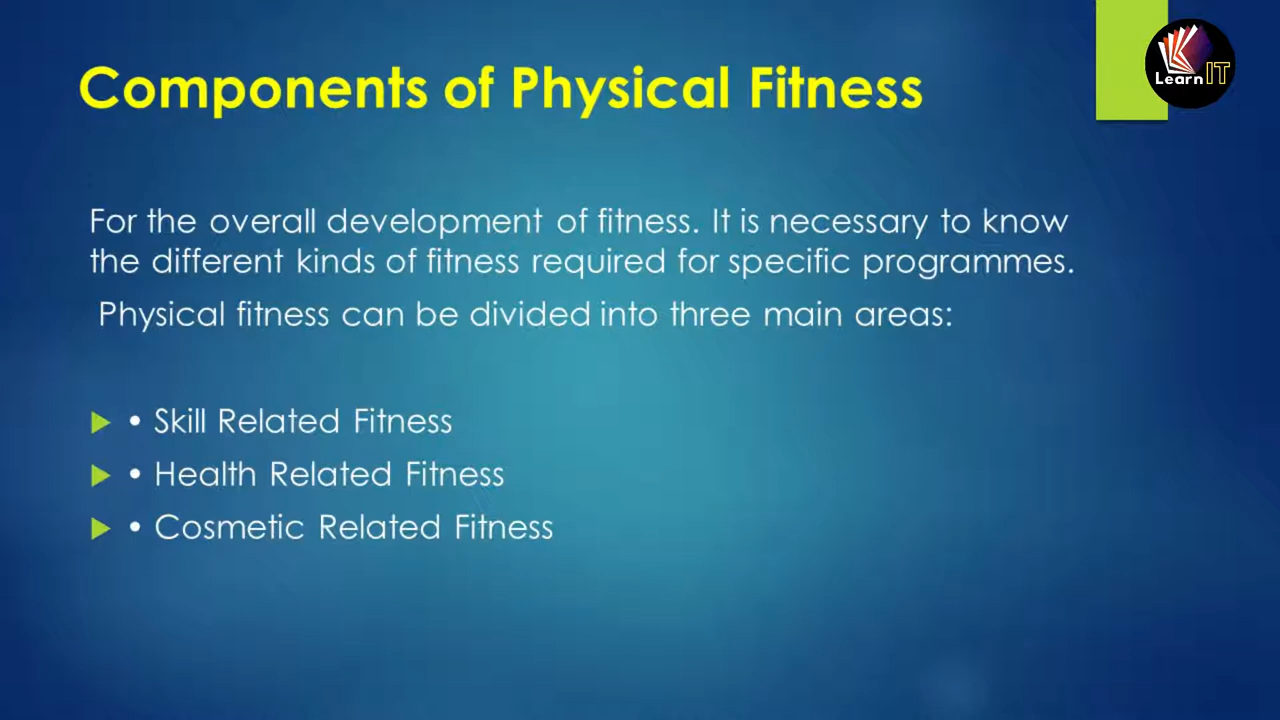 Components of Physical Fitness
Learn IT
For the overall development of fitness. It is necessary to know
the different kinds of fitness required for specific programmes.
Physical fitness can be divided into three main areas:
• Skill Related Fitness
• Health Related Fitness
• Cosmetic Related Fitness